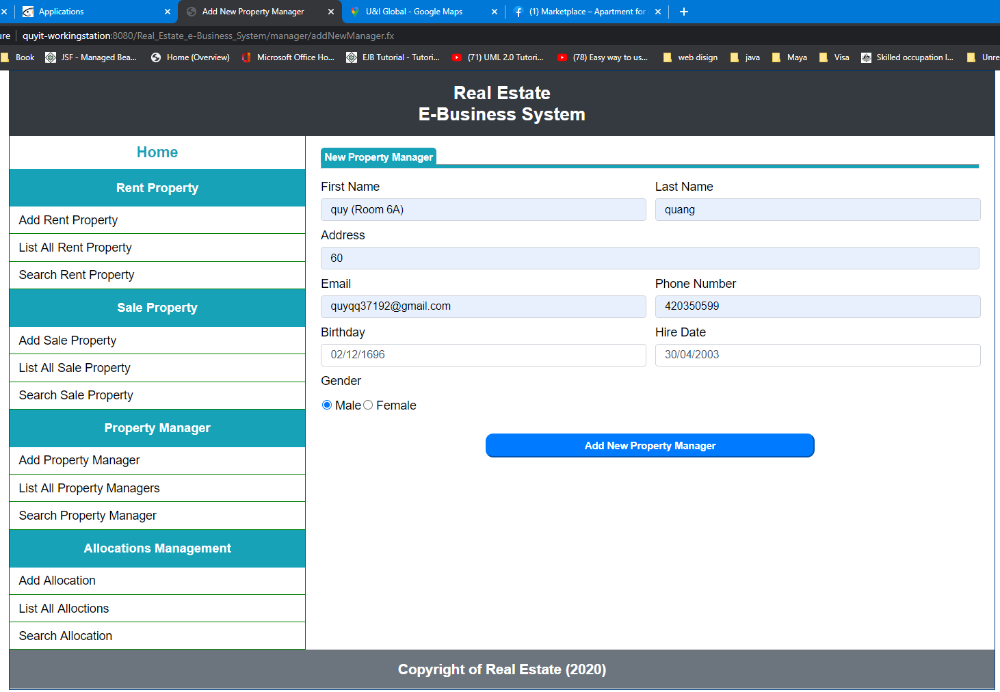 Applications
Add New Property Manager
U&I Global - Google Maps
(1) Marketplace – Apartment for
quyit-workingstation:8080/Real_Estate_e-Business_System/manager/addNewManager.fx
Book
JSF - Managed Bea...
Home (Overview)
Microsoft Office Ho...
EJB Tutorial - Tutori...
(71) UML 2.0 Tutori...
(78) Easy way to us...
web disign
java
Maya
Visa
Skilled occupation l...
Real Estate
E-Business System
Home
Rent Property
Add Rent Property
List All Rent Property
Search Rent Property
Sale Property
Add Sale Property
List All Sale Property
Search Sale Property
Property Manager
Add Property Manager
List All Property Managers
Search Property Manager
Allocations Management
Add Allocation
List All Alloctions
Search Allocation
New Property Manager
First Name
Last Name
quy (Room 6A)
quang
Address
60
Email
Phone Number
quyqq37192@gmail.com
420350599
Birthday
Hire Date
02/12/1696
30/04/2003
Gender
Male Female
Add New Property Manager
Copyright of Real Estate (2020)